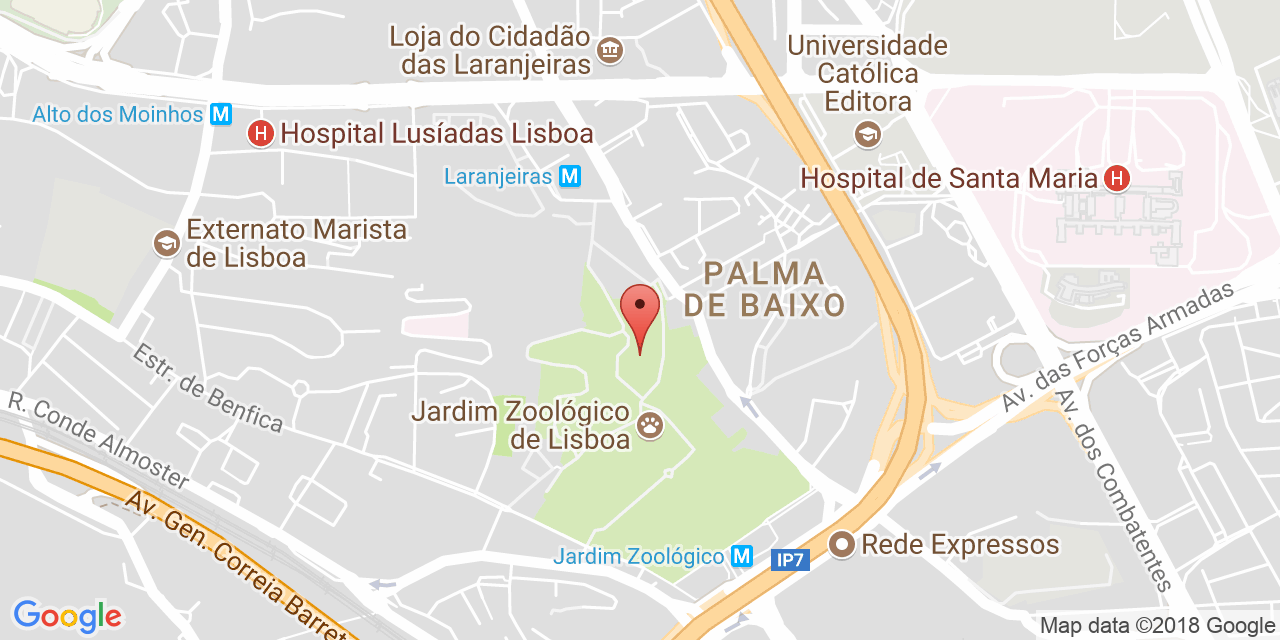 Loja do Cidadão
das Laranjeiras
Universidade
Católica
Editora
Alto dos Moinhos M
H Hospital Lusíadas Lisboa
Laranjeiras M
Hospital de Santa Maria H
Externato Marista
de Lisboa
PALMA
DE BAIXO
Av. das Forças Armadas
Estr. de Benfica
R. Conde Almoster
Jardim Zoológico
de Lisboa
Av. dos Combatentes
Av. Gen. Correia Barret
Jardim Zoológico M
IP7
Rede Expressos
Google
Map data ©2018 Google